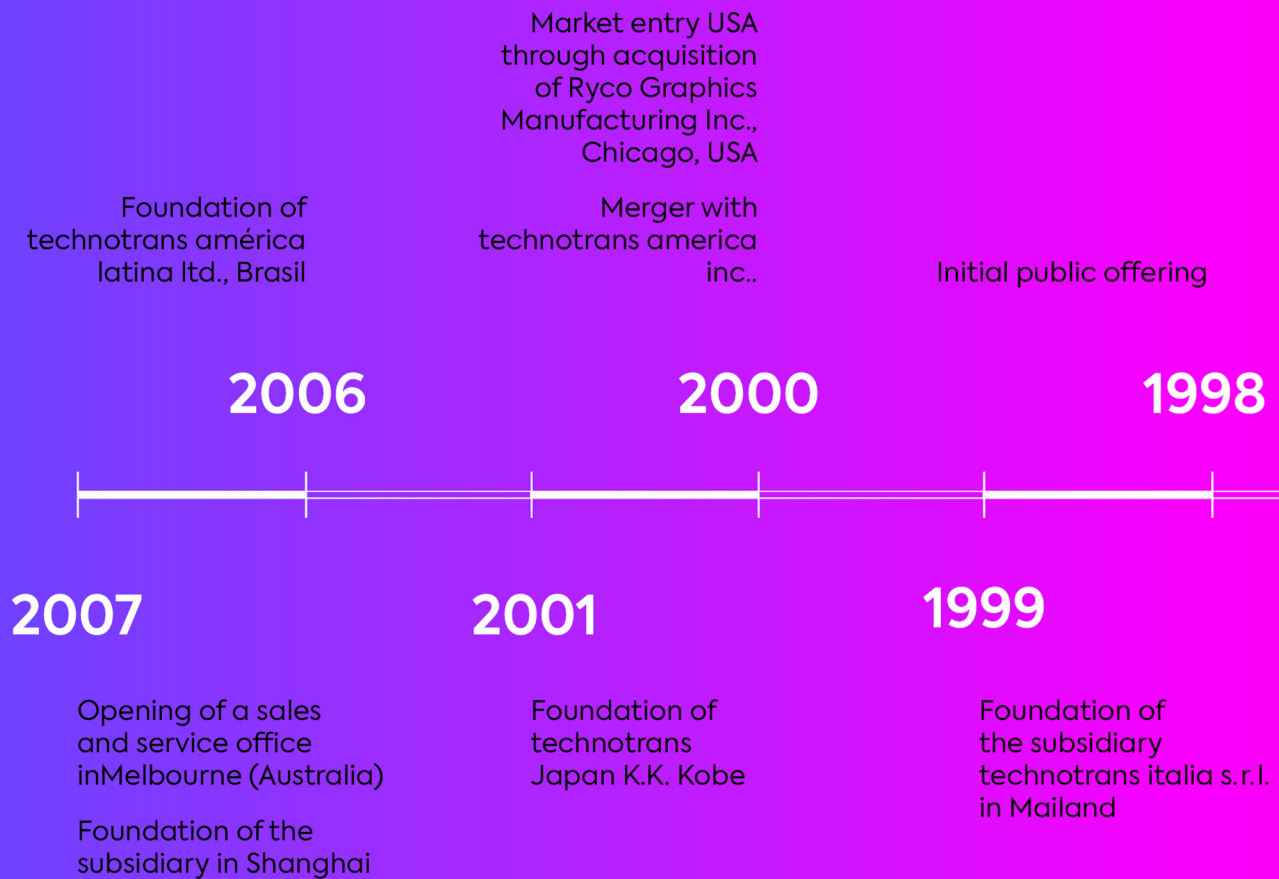 Market entry USA
through acquisition
of Ryco Graphics
Manufacturing Inc.,
Chicago, USA
Foundation of
technotrans américa
latina ltd., Brasil
Merger with
technotrans america
inc..
Initial public offering
2006
2000
1998
2007
2001
1999
Opening of a sales
and service office
inMelbourne (Australia)
Foundation of the
subsidiary in Shanghai
Foundation of
technotrans
Japan K.K. Kobe
Foundation of
the subsidiary
technotrans italia s.r.l.
in Mailand